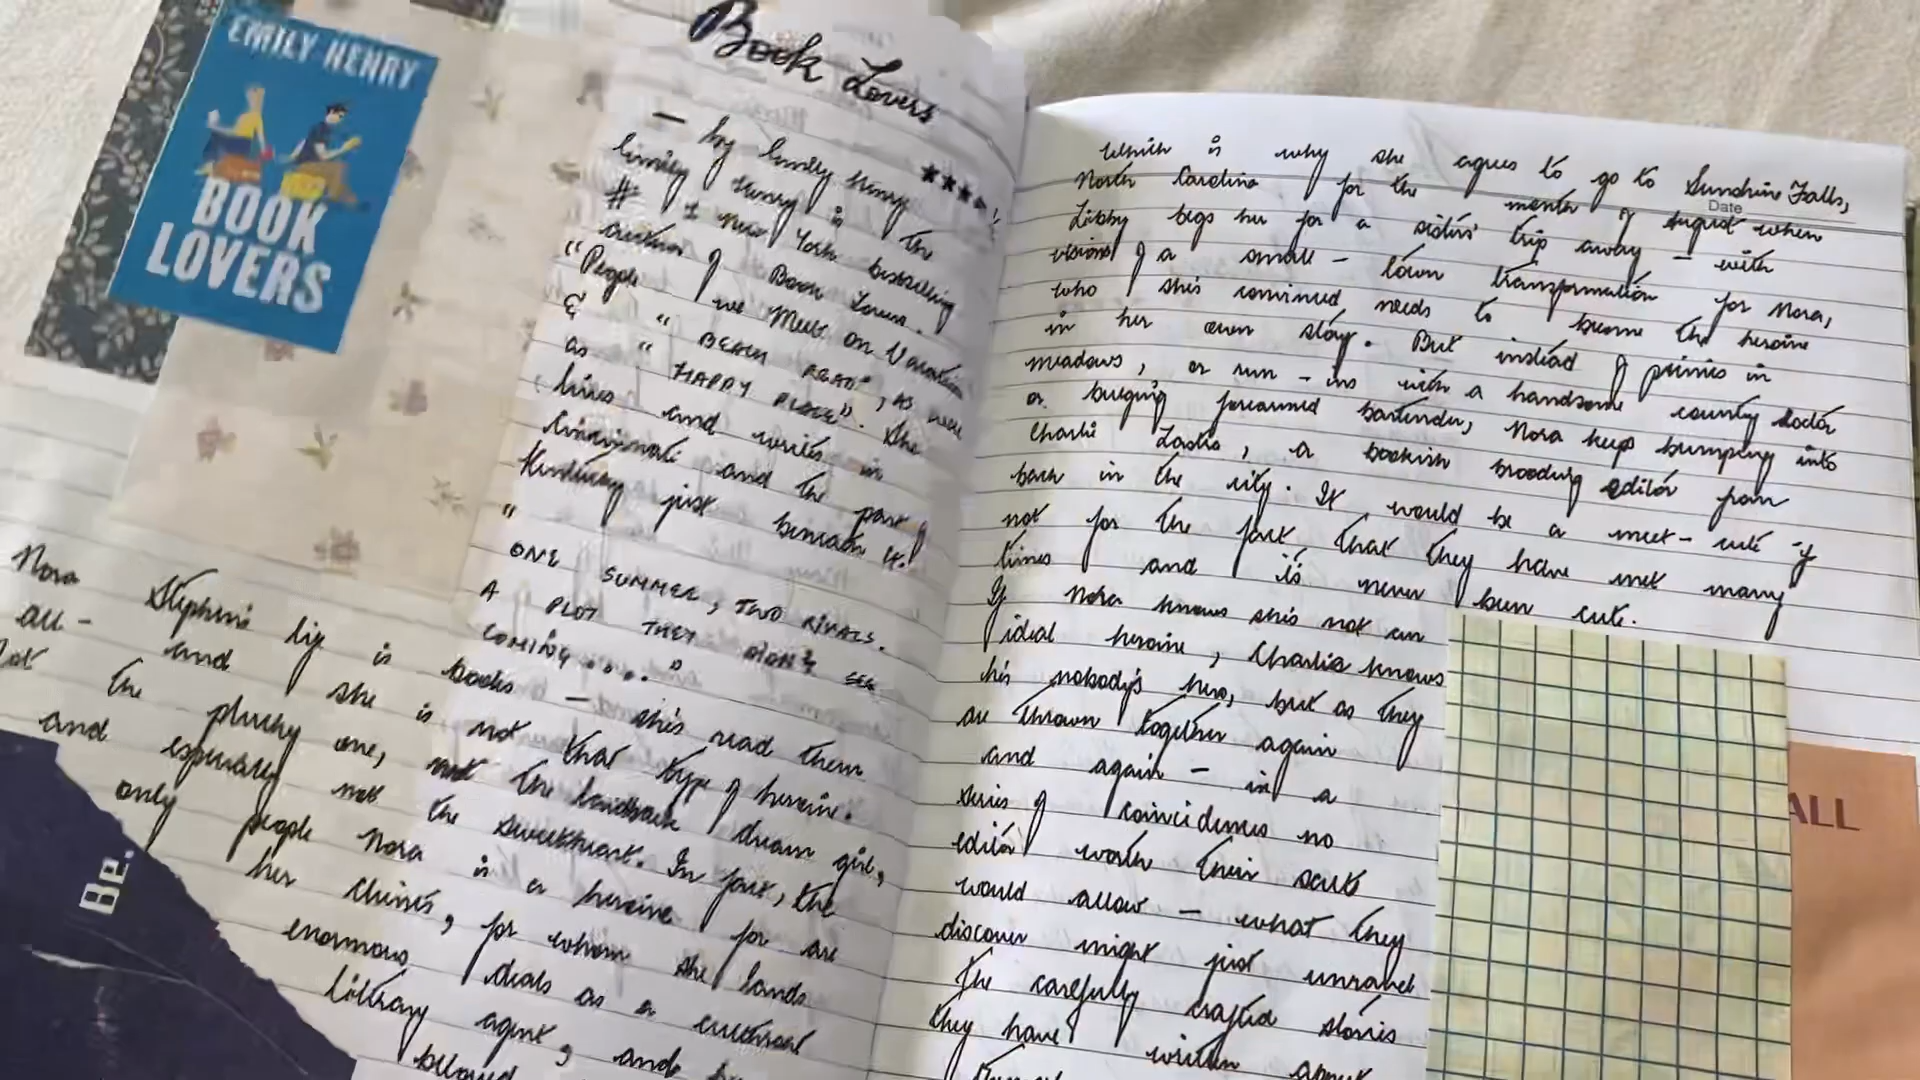 EMILY HENRY
BOOK
LOVERS
Book Lovers
— by Emily Henry
Emily Henry is the
# 1 New York bestselling
author of Book Lovers.
"People we Meet on Vacation
& "BEACH READ", AS WELL
as "HAPPY PLACE". She
lives and writes in
Cincinnati and the part of
Kentucky just beneath it.
"
ONE SUMMER, TWO RIVALS.
A PLOT THEY DIDN'T SEE
COMING...."
Nora Stephen's life is books — she's read them
all - and she is not that type of heroine.
Not the plucky one, not the laidback dream girl,
and especially not the sweetheart. In fact, the
only people Nora is a heroine for are
her clients, for whom she lands
enormous deals as a cutthroat
literary agent, and
beloved
Date
which is why she agrees to go to Sunshine Falls,
North Carolina for the month of August when
Libby begs her for a sisters' trip away - with
visions of a small - town transformation for Nora,
who she's convinced needs to become the heroine
in her own story. But instead of picnics in
meadows, or run - ins with a handsome country doctor
or bulging forearmed bartender, Nora keeps bumping into
Charlie Lastra, a bookish brooding editor from
back in the city. It would be a meet - cute if
not for the fact that they have met many
times and it's never been cute.
If Nora knows she's not an
ideal heroine, Charlie knows
he's nobody's hero, but as they
are thrown together again
and again - in a
series of coincidences no
editor worth their salt
would allow - what they
discover might just unravel
the carefully crafted stories
they have written about
ALL
Be.